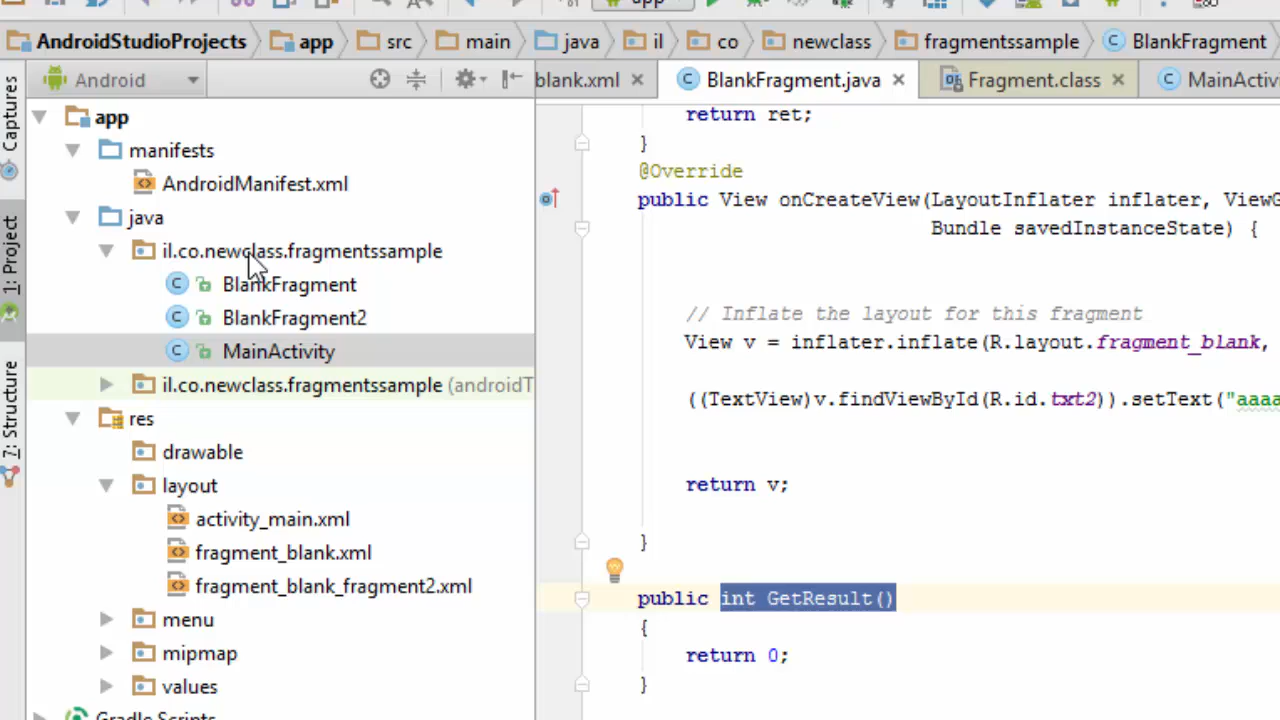 app
AndroidStudioProjects app src main java il co newclass fragmentssample BlankFragment
Android
blank.xml BlankFragment.java Fragment.class MainActivi
Captures
1: Project
7: Structure
app
manifests
AndroidManifest.xml
java
il.co.newclass.fragmentssample
BlankFragment
BlankFragment2
MainActivity
il.co.newclass.fragmentssample (androidT
res
drawable
layout
activity_main.xml
fragment_blank.xml
fragment_blank_fragment2.xml
menu
mipmap
values
Gradle Scripts
return ret;
}
@Override
public View onCreateView(LayoutInflater inflater, ViewG
Bundle savedInstanceState) {
// Inflate the layout for this fragment
View v = inflater.inflate(R.layout.fragment_blank,
((TextView)v.findViewById(R.id.txt2)).setText("aaaa
return v;
}
public int GetResult()
{
return 0;
}